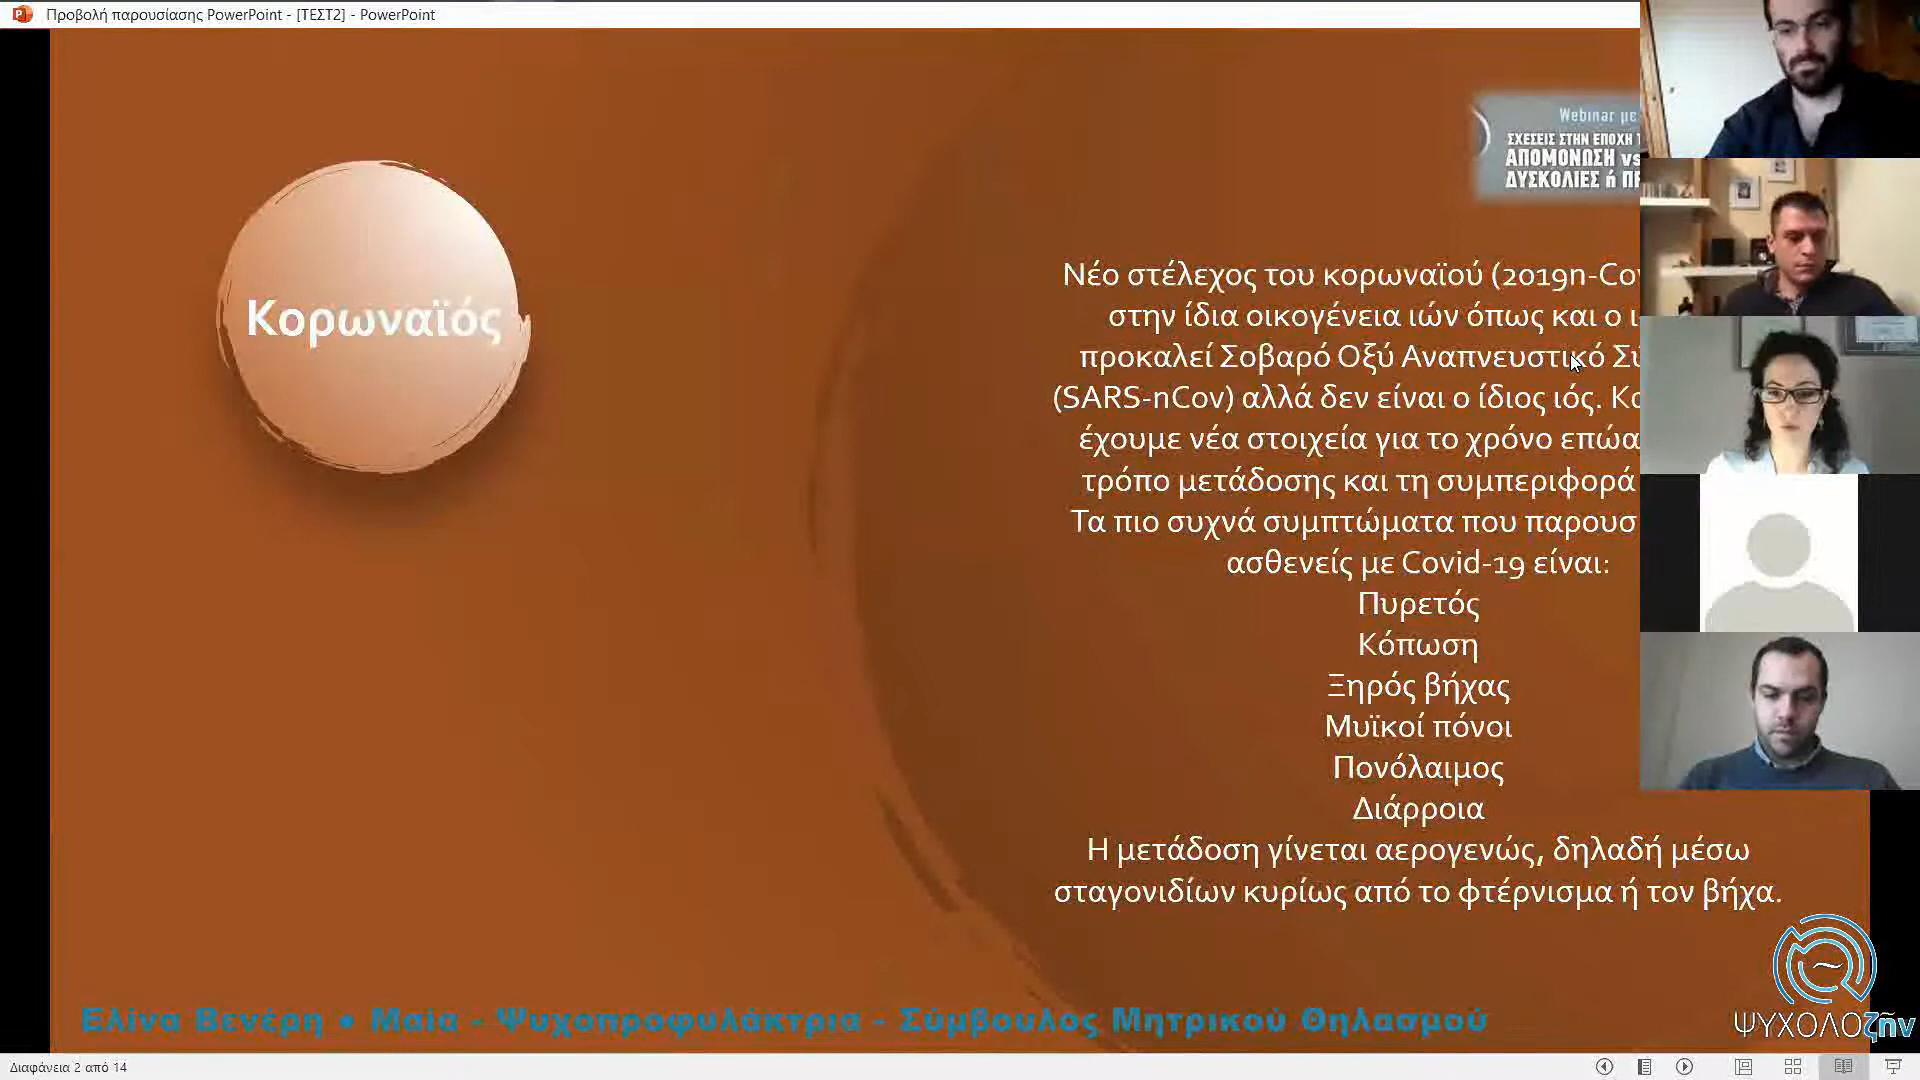 Προβολή παρουσίασης PowerPoint - [ΤΕΣΤ2] - PowerPoint
Webinar με
ΣΧΕΣΕΙΣ ΣΤΗΝ ΕΠΟΧΗ
ΑΠΟΜΟΝΩΣΗ vs
ΔΥΣΚΟΛΙΕΣ ή
Κορωναϊός
Νέο στέλεχος του κορωναϊού (2019n-Cov
στην ίδια οικογένεια ιών όπως και ο
προκαλεί Σοβαρό Οξύ Αναπνευστικό
(SARS-nCov) αλλά δεν είναι ο ίδιος ιός.
έχουμε νέα στοιχεία για το χρόνο
τρόπο μετάδοσης και τη συμπεριφορά
Τα πιο συχνά συμπτώματα που
ασθενείς με Covid-19 είναι:
Πυρετός
Κόπωση
Ξηρός βήχας
Μυϊκοί πόνοι
Πονόλαιμος
Διάρροια
Η μετάδοση γίνεται αερογενώς, δηλαδή μέσω
σταγονιδίων κυρίως από το φτέρνισμα ή τον βήχα.
Ελίνα Βενέρη • Μαία - Ψυχοπροφυλάκτρια - Σύμβουλος Μητρικού Θηλασμού
ΨΥΧΟΛΟζῆν
Διαφάνεια 2 από 14